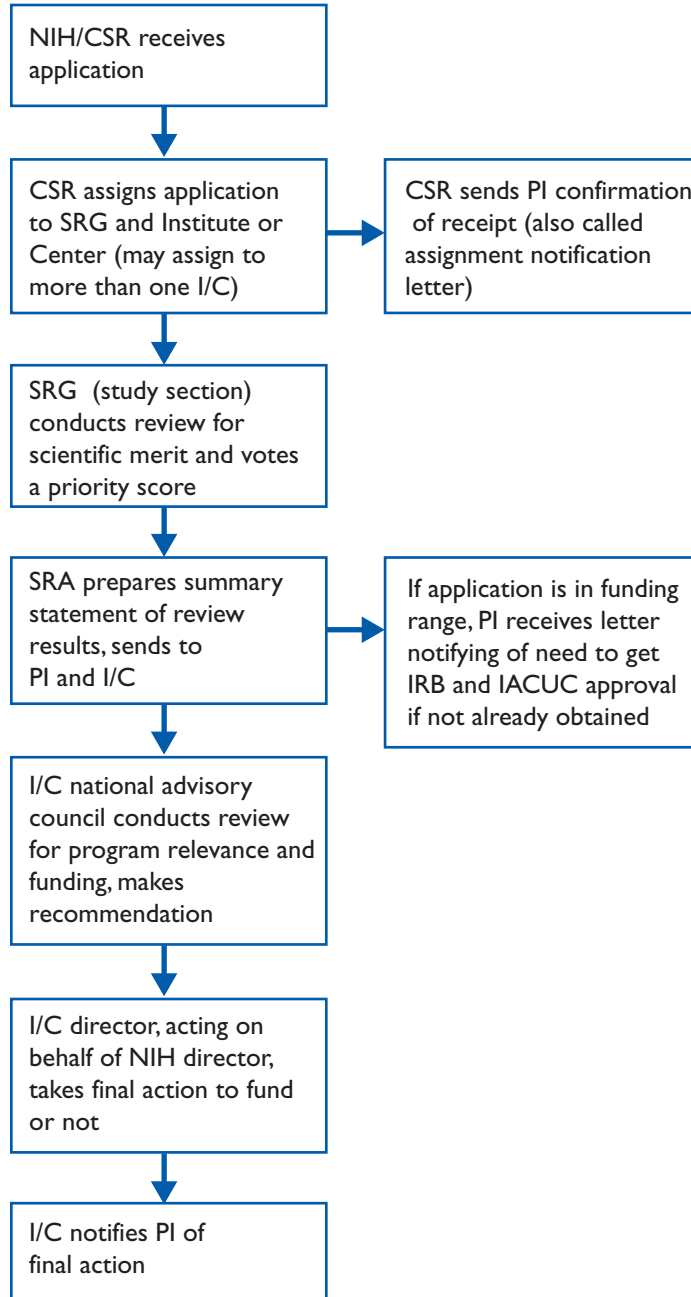 NIH/CSR receives
application
CSR assigns application
to SRG and Institute or
Center (may assign to
more than one I/C)
CSR sends PI confirmation
of receipt (also called
assignment notification
letter)
SRG (study section)
conducts review for
scientific merit and votes
a priority score
SRA prepares summary
statement of review
results, sends to
PI and I/C
If application is in funding
range, PI receives letter
notifying of need to get
IRB and IACUC approval
if not already obtained
I/C national advisory
council conducts review
for program relevance and
funding, makes
recommendation
I/C director, acting on
behalf of NIH director,
takes final action to fund
or not
I/C notifies PI of
final action